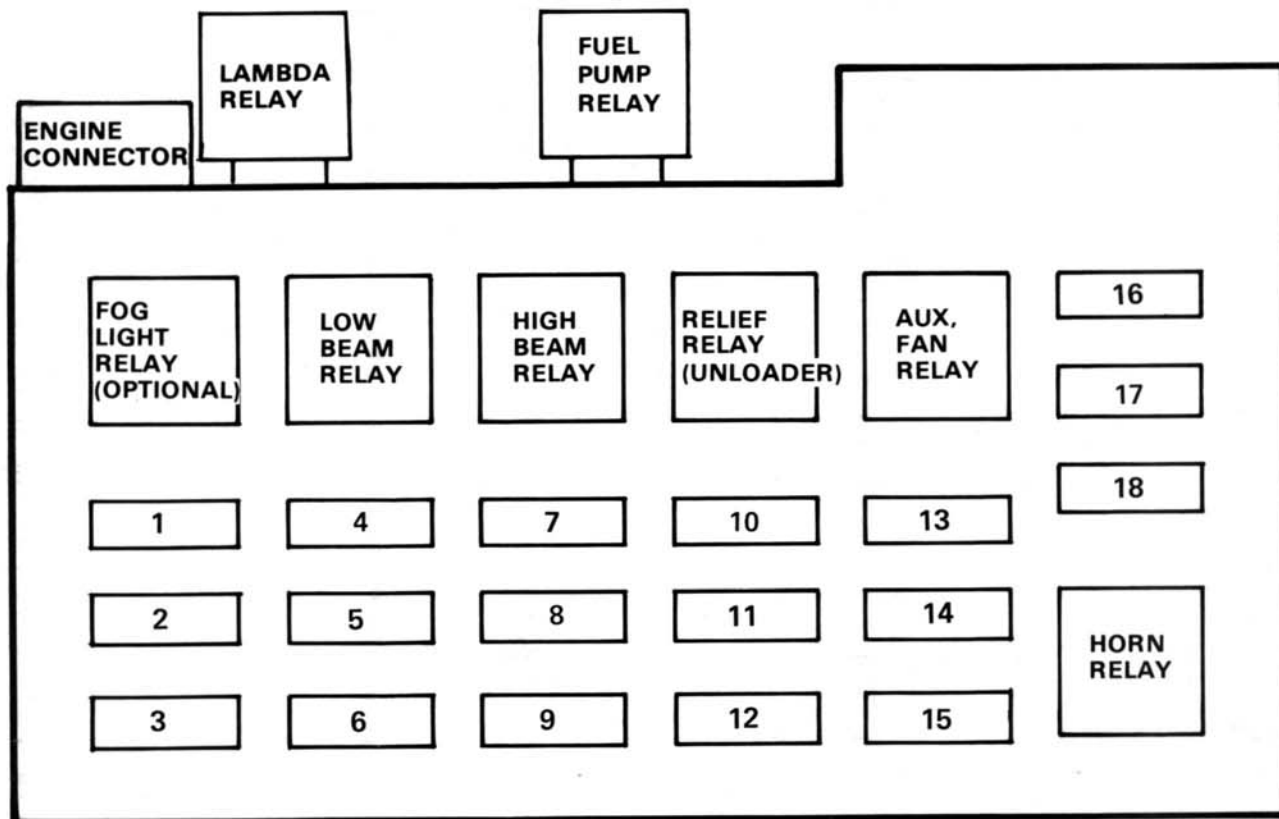 LAMBDA
RELAY
FUEL
PUMP
RELAY
ENGINE
CONNECTOR
FOG
LIGHT
RELAY
(OPTIONAL)
LOW
BEAM
RELAY
HIGH
BEAM
RELAY
RELIEF
RELAY
(UNLOADER)
AUX,
FAN
RELAY
16
17
18
1
4
7
10
13
2
5
8
11
14
HORN
RELAY
3
6
9
12
15